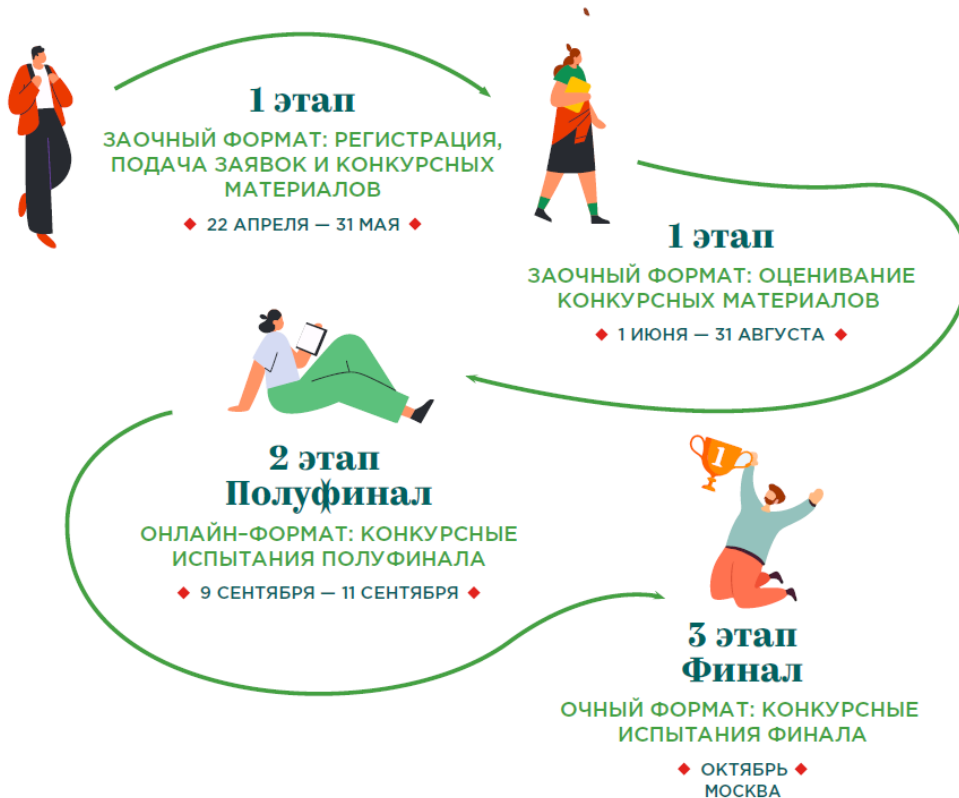 1 этап
ЗАОЧНЫЙ ФОРМАТ: РЕГИСТРАЦИЯ,
ПОДАЧА ЗАЯВОК И КОНКУРСНЫХ
МАТЕРИАЛОВ
22 АПРЕЛЯ — 31 МАЯ
1 этап
ЗАОЧНЫЙ ФОРМАТ: ОЦЕНИВАНИЕ
КОНКУРСНЫХ МАТЕРИАЛОВ
1 ИЮНЯ — 31 АВГУСТА
2 этап
Полуфинал
ОНЛАЙН-ФОРМАТ: КОНКУРСНЫЕ
ИСПЫТАНИЯ ПОЛУФИНАЛА
9 СЕНТЯБРЯ — 11 СЕНТЯБРЯ
1
3 этап
Финал
ОЧНЫЙ ФОРМАТ: КОНКУРСНЫЕ
ИСПЫТАНИЯ ФИНАЛА
ОКТЯБРЬ
МОСКВА